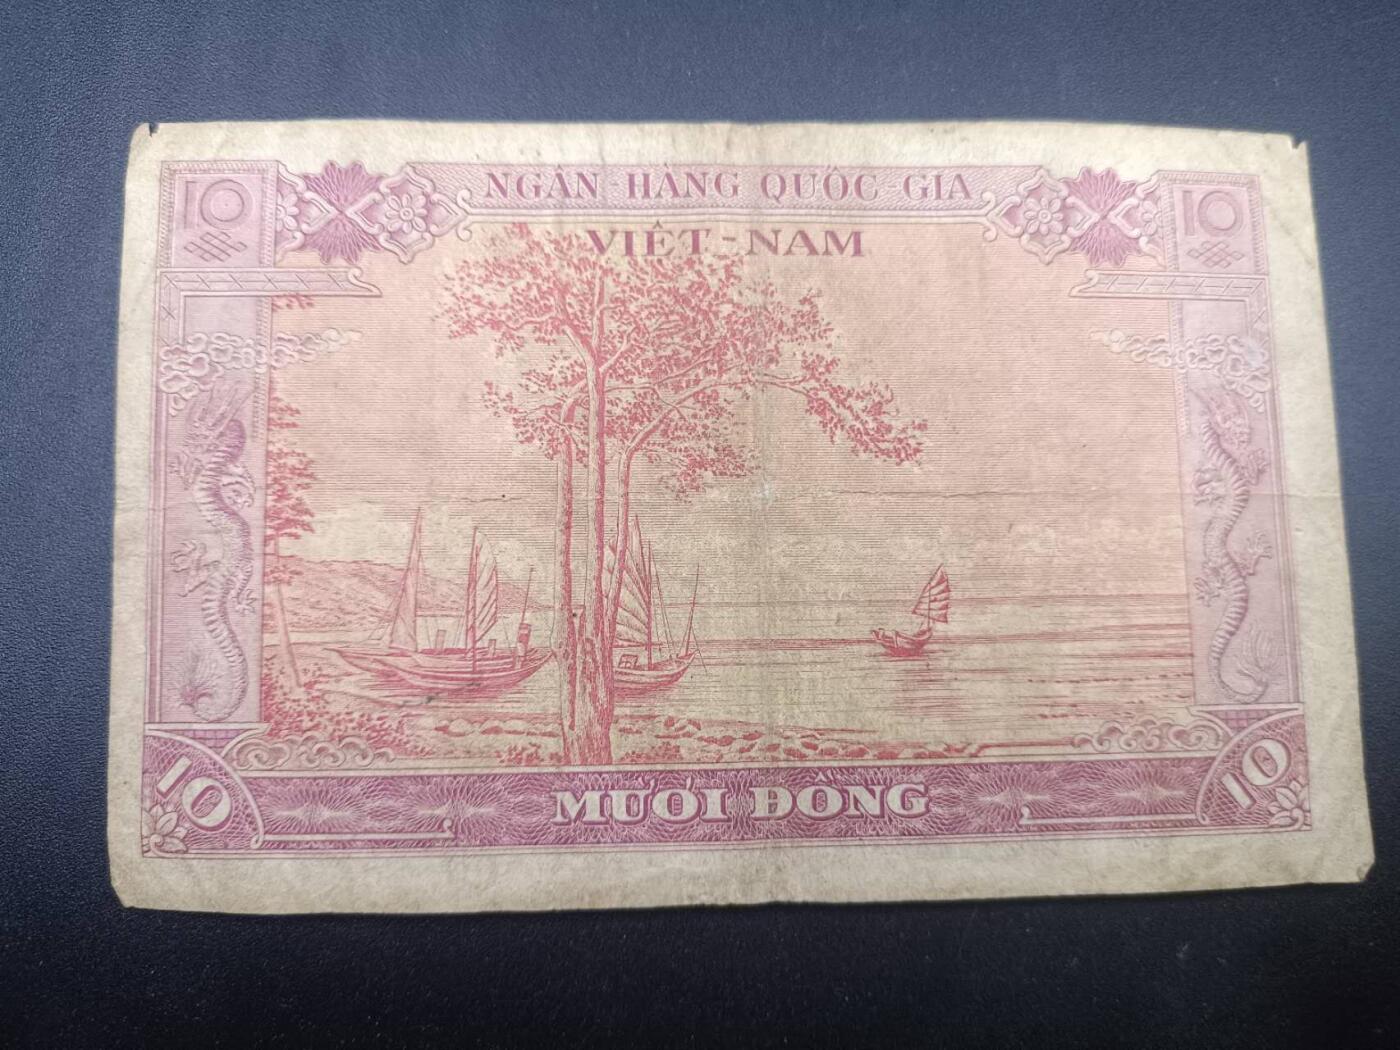 10 NGÂN-HÀNG QUỐC-GIA 10
VIỆT-NAM
10 MƯỜI ĐỒNG 10